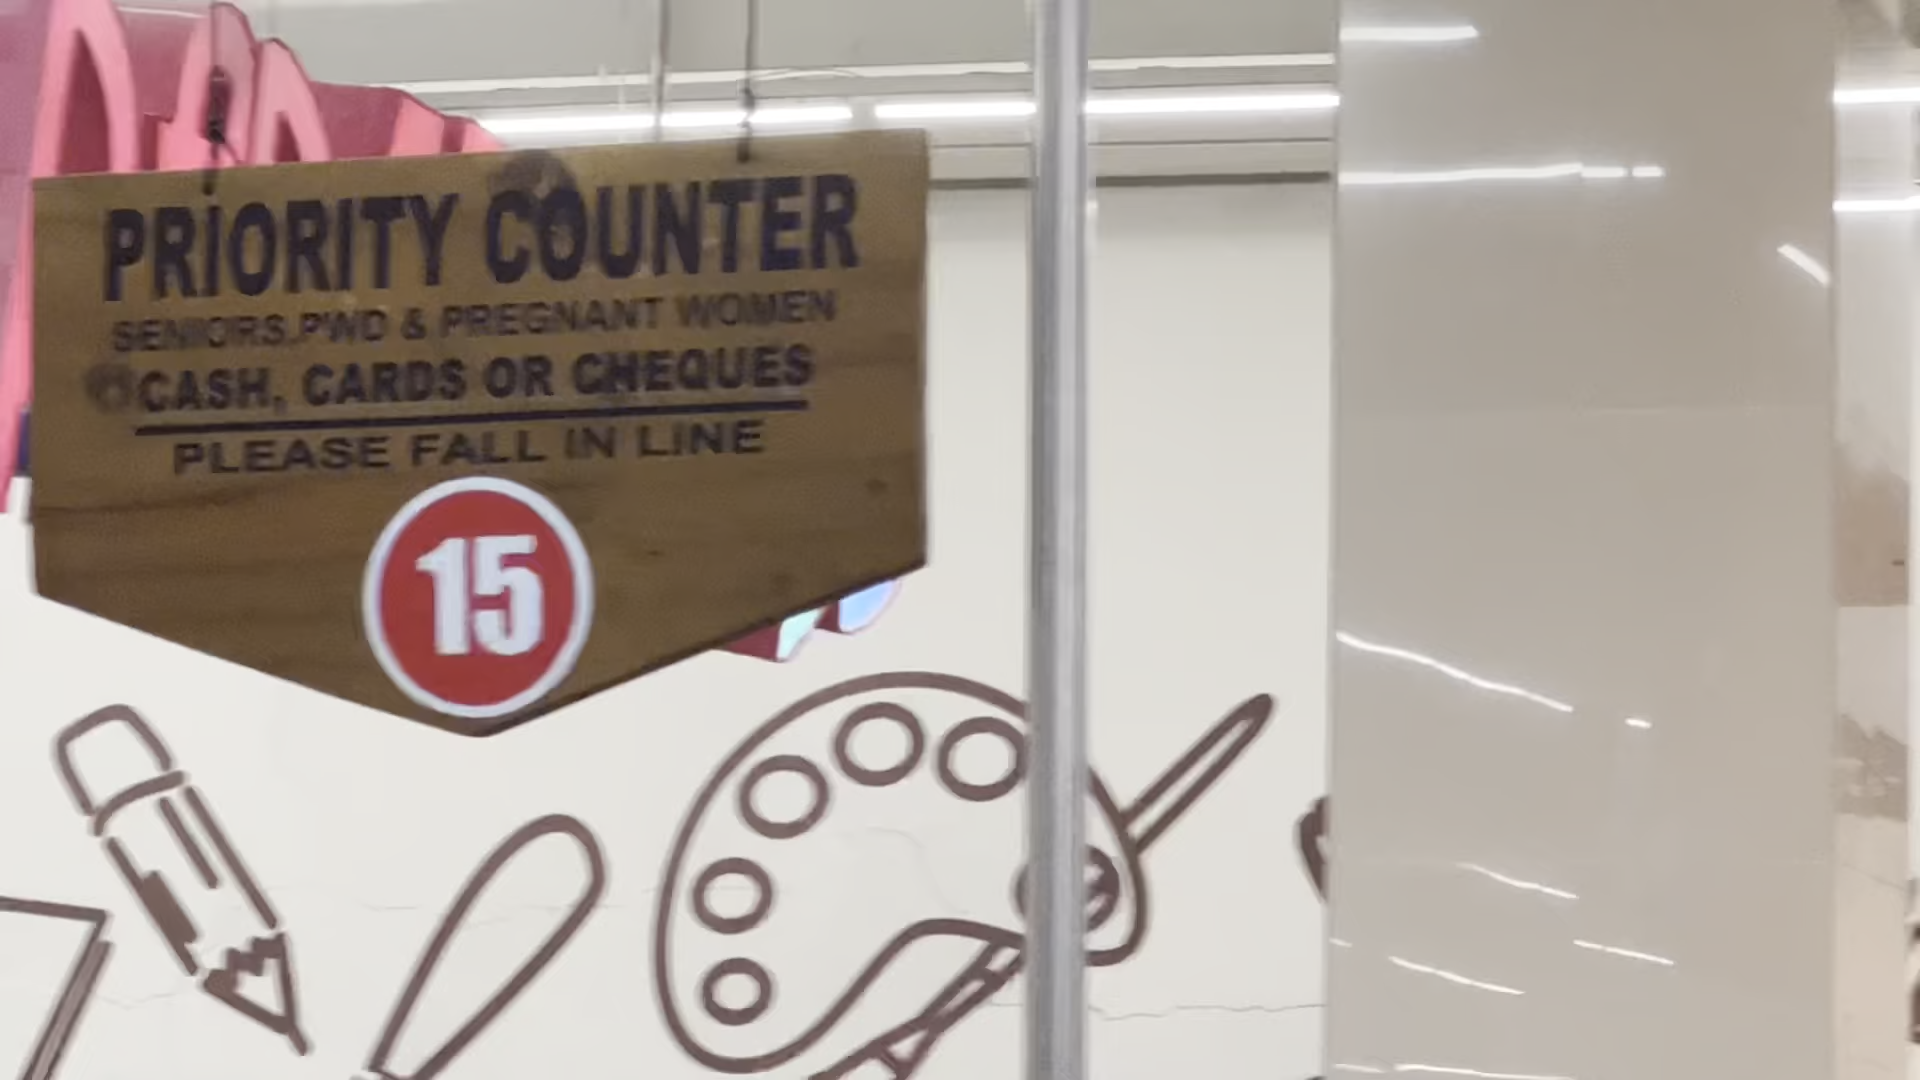 PRIORITY COUNTER
SENIORS,PWD & PREGNANT WOMEN
CASH, CARDS OR CHEQUES
PLEASE FALL IN LINE
15